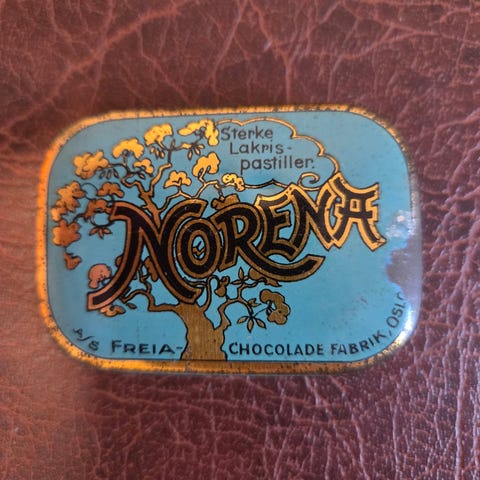 Sterke
Lakris-
pastiller.
NORENA
A/S FREIA- CHOCOLADE FABRIK, OSLO